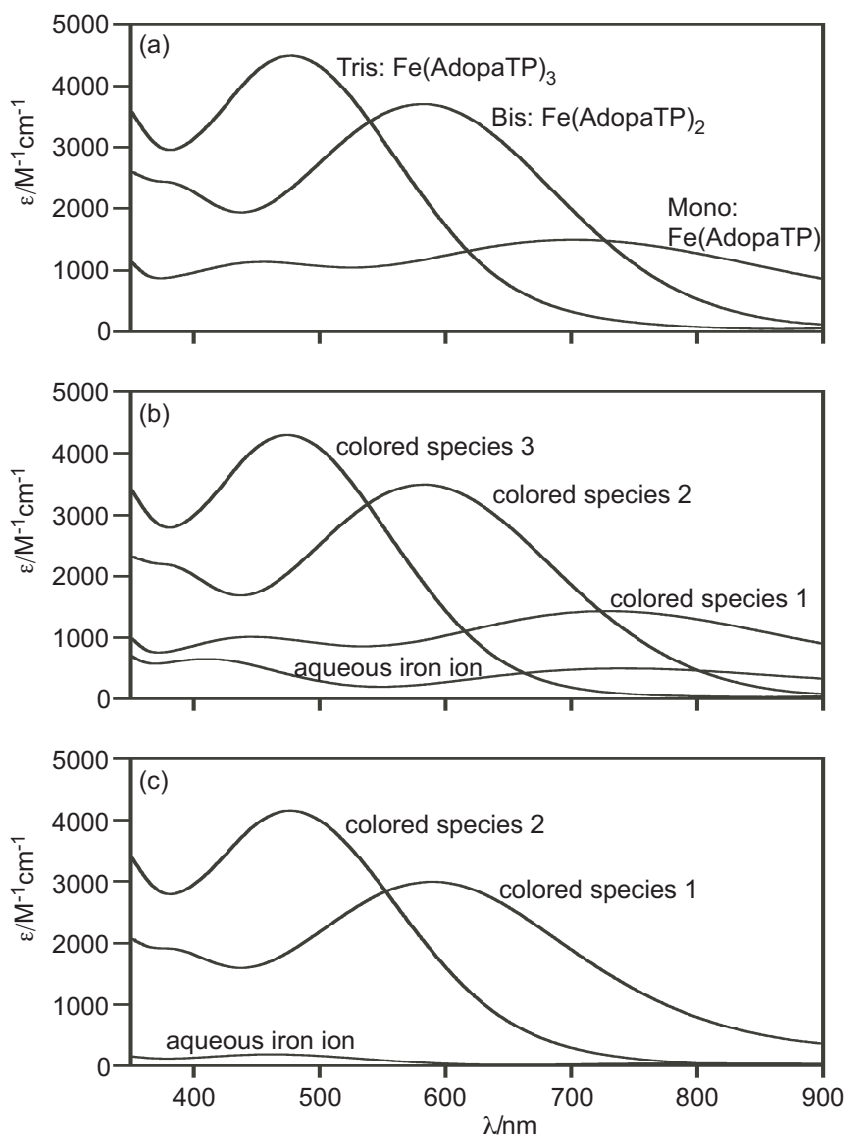 5000
(a)
Tris: Fe(AdopaTP)3
4000
Bis: Fe(AdopaTP)2
3000
ε/M-1cm-1
2000
Mono:
Fe(AdopaTP)
1000
0
5000
(b)
colored species 3
4000
colored species 2
3000
ε/M-1cm-1
2000
colored species 1
1000
aqueous iron ion
0
5000
(c)
colored species 2
4000
colored species 1
3000
ε/M-1cm-1
2000
1000
aqueous iron ion
0
400 500 600 700 800 900
λ/nm